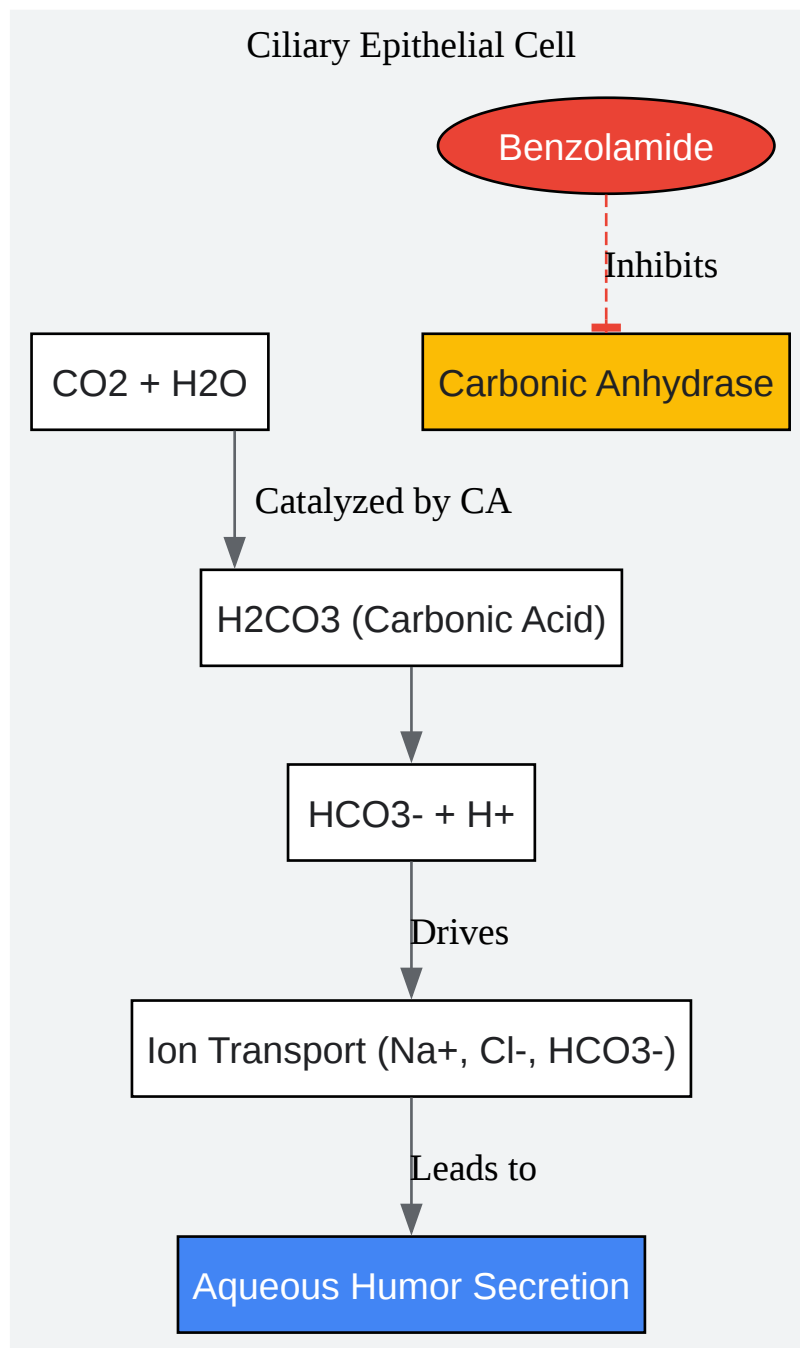 Ciliary Epithelial Cell
Benzolamide
Inhibits
CO2 + H2O
Carbonic Anhydrase
Catalyzed by CA
H2CO3 (Carbonic Acid)
HCO3- + H+
Drives
Ion Transport (Na+, Cl-, HCO3-)
Leads to
Aqueous Humor Secretion